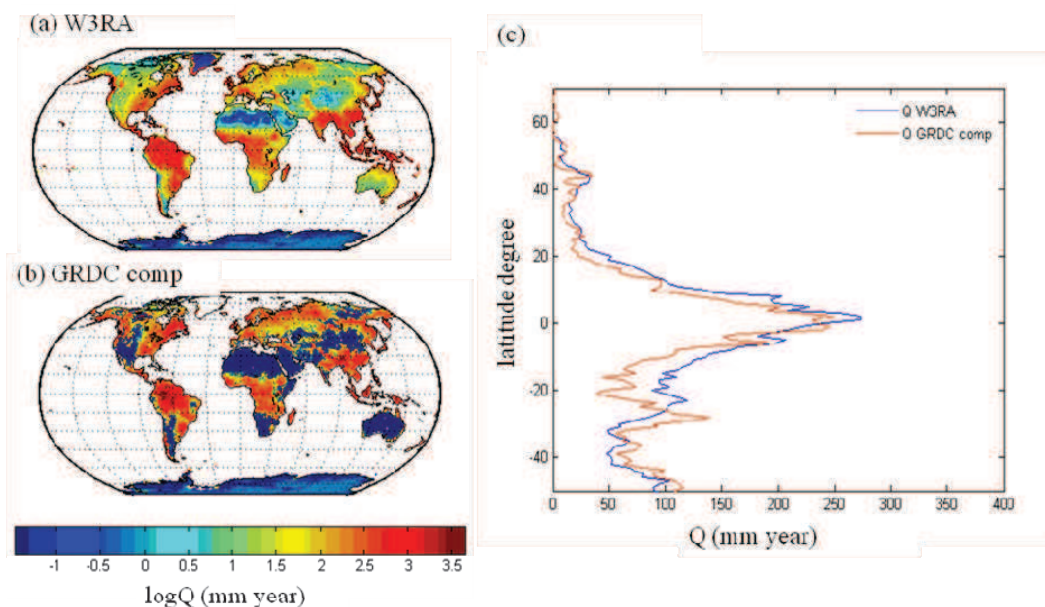 (a) W3RA
(b) GRDC comp
-1 -0.5 0 0.5 1 1.5 2 2.5 3 3.5
logQ (mm year)
(c)
Q W3RA
Q GRDC comp
60
40
20
0
-20
-40
latitude degree
0 50 100 150 200 250 300 350 400
Q (mm year)